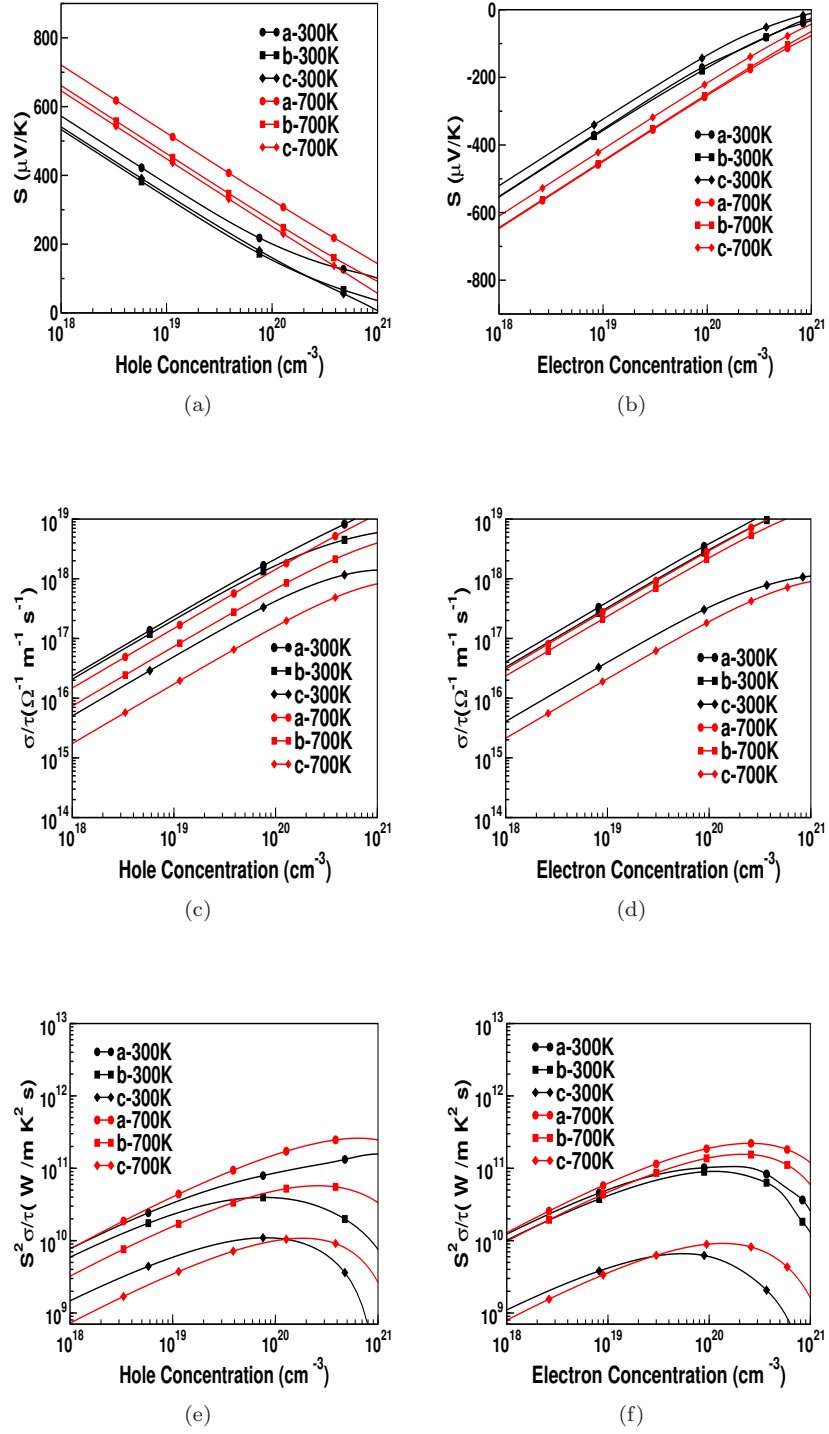 800
600
400
200
0
S (μV/K)
a-300K
b-300K
c-300K
a-700K
b-700K
c-700K
10^18 10^19 10^20 10^21
Hole Concentration (cm^-3)
(a)
0
-200
-400
-600
-800
S (μV/K)
a-300K
b-300K
c-300K
a-700K
b-700K
c-700K
10^18 10^19 10^20 10^21
Electron Concentration (cm^-3)
(b)
10^19
10^18
10^17
10^16
10^15
10^14
σ/τ(Ω^-1 m^-1 s^-1)
a-300K
b-300K
c-300K
a-700K
b-700K
c-700K
10^18 10^19 10^20 10^21
Hole Concentration (cm^-3)
(c)
10^19
10^18
10^17
10^16
10^15
10^14
σ/τ(Ω^-1 m^-1 s^-1)
a-300K
b-300K
c-300K
a-700K
b-700K
c-700K
10^18 10^19 10^20 10^21
Electron Concentration (cm^-3)
(d)
10^13
10^12
10^11
10^10
10^9
S^2 σ/τ( W /m K^2 s)
a-300K
b-300K
c-300K
a-700K
b-700K
c-700K
10^18 10^19 10^20 10^21
Hole Concentration (cm^-3)
(e)
10^13
10^12
10^11
10^10
10^9
S^2 σ/τ( W /m K^2 s)
a-300K
b-300K
c-300K
a-700K
b-700K
c-700K
10^18 10^19 10^20 10^21
Electron Concentration (cm^-3)
(f)